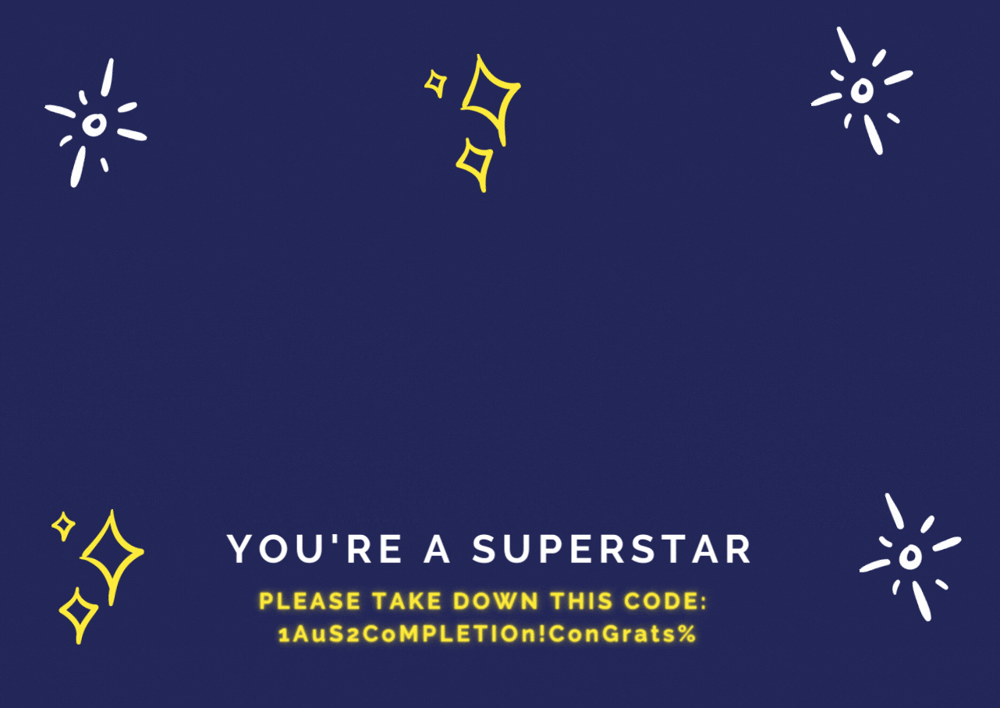 YOU'RE A SUPERSTAR
PLEASE TAKE DOWN THIS CODE:
1AuS2CoMPLETIOn!ConGrats%